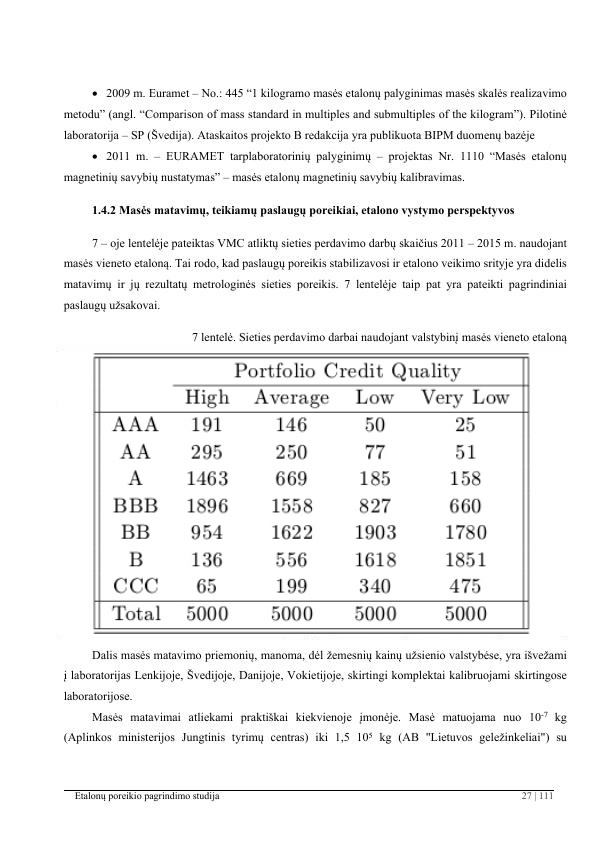 • 2009 m. Euramet – No.: 445 “1 kilogramo masės etalonų palyginimas masės skalės realizavimo
metodu” (angl. “Comparison of mass standard in multiples and submultiples of the kilogram”). Pilotinė
laboratorija – SP (Švedija). Ataskaitos projekto B redakcija yra publikuota BIPM duomenų bazėje
• 2011 m. – EURAMET tarplaboratorinių palyginimų – projektas Nr. 1110 “Masės etalonų
magnetinių savybių nustatymas” – masės etalonų magnetinių savybių kalibravimas.
1.4.2 Masės matavimų, teikiamų paslaugų poreikiai, etalono vystymo perspektyvos
7 – oje lentelėje pateiktas VMC atliktų sieties perdavimo darbų skaičius 2011 – 2015 m. naudojant
masės vieneto etaloną. Tai rodo, kad paslaugų poreikis stabilizavosi ir etalono veikimo srityje yra didelis
matavimų ir jų rezultatų metrologinės sieties poreikis. 7 lentelėje taip pat yra pateikti pagrindiniai
paslaugų užsakovai.
7 lentelė. Sieties perdavimo darbai naudojant valstybinį masės vieneto etaloną
Portfolio Credit Quality
High Average Low Very Low
AAA 191 146 50 25
AA 295 250 77 51
A 1463 669 185 158
BBB 1896 1558 827 660
BB 954 1622 1903 1780
B 136 556 1618 1851
CCC 65 199 340 475
Total 5000 5000 5000 5000
Dalis masės matavimo priemonių, manoma, dėl žemesnių kainų užsienio valstybėse, yra išvežami
į laboratorijas Lenkijoje, Švedijoje, Danijoje, Vokietijoje, skirtingi komplektai kalibruojami skirtingose
laboratorijose.
Masės matavimai atliekami praktiškai kiekvienoje įmonėje. Masė matuojama nuo 10⁻⁷ kg
(Aplinkos ministerijos Jungtinis tyrimų centras) iki 1,5 10⁵ kg (AB "Lietuvos geležinkeliai") su
Etalonų poreikio pagrindimo studija 27 | 111